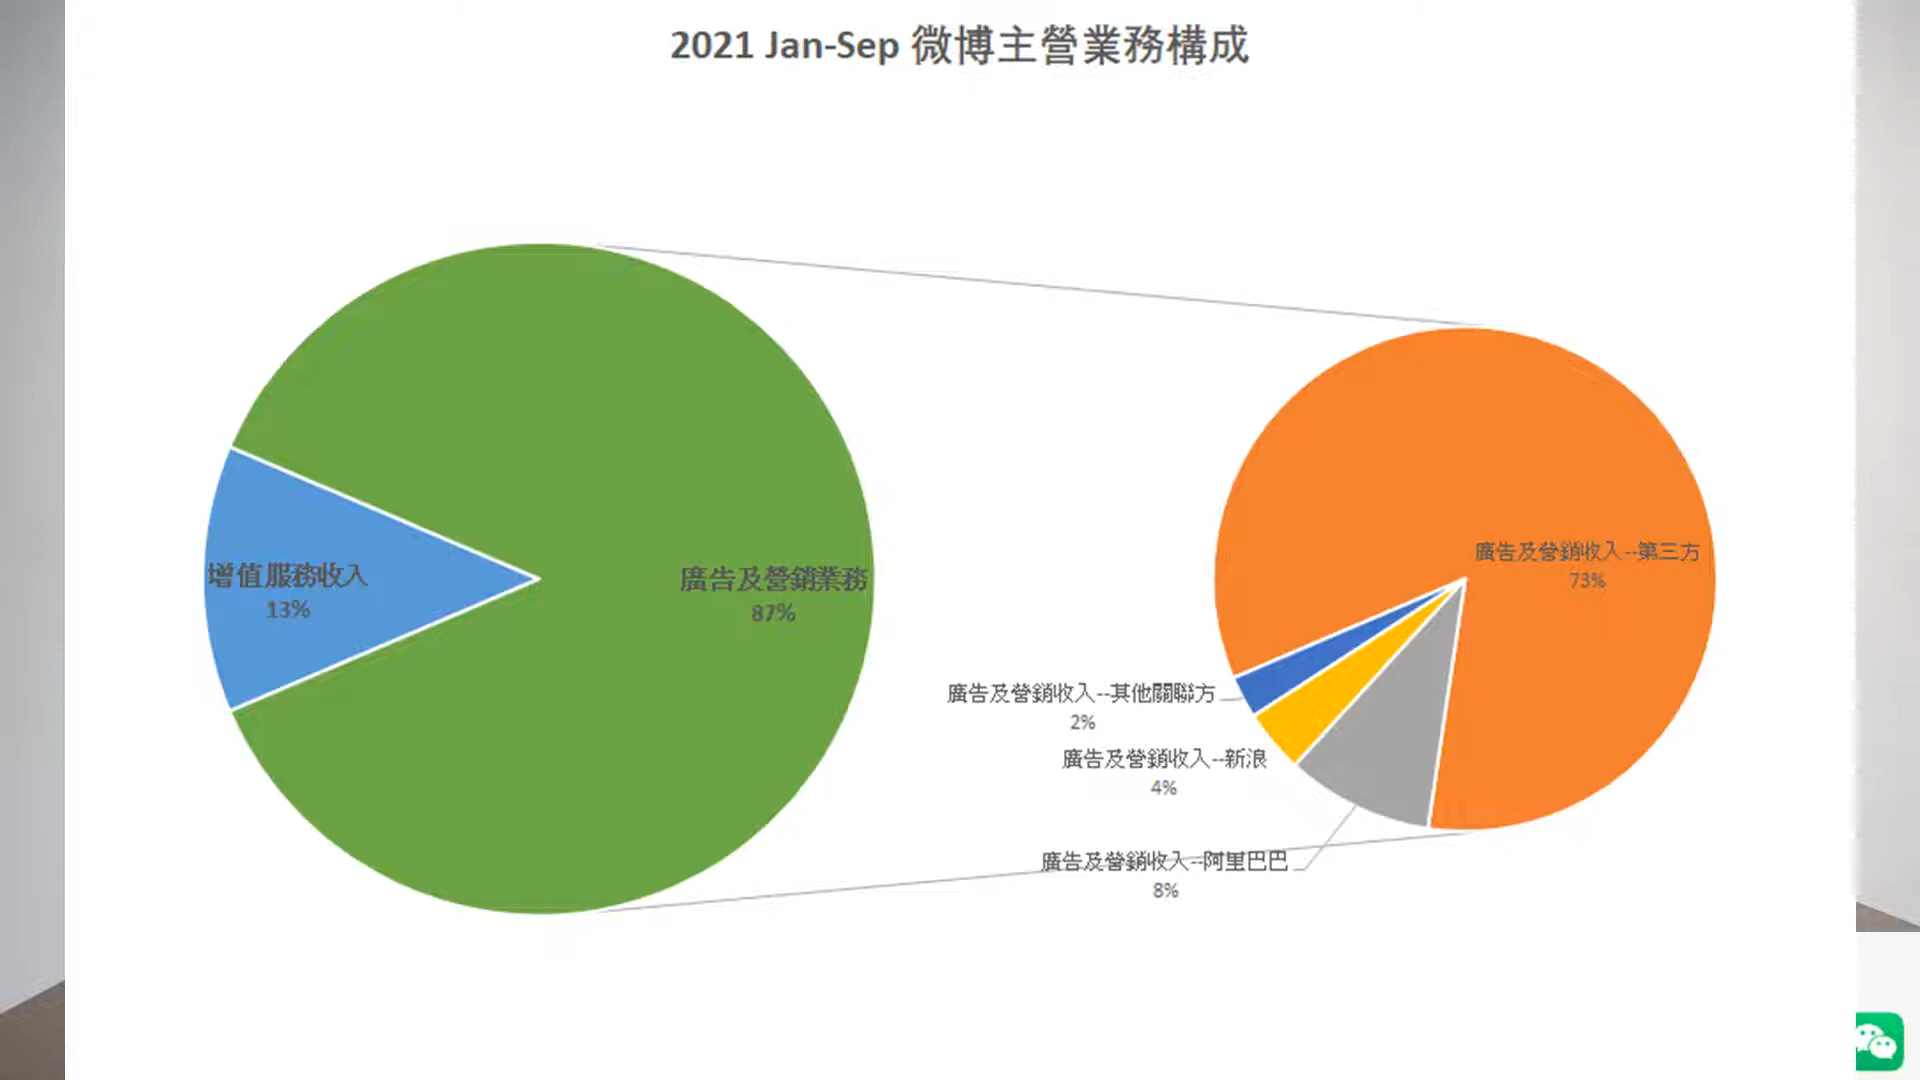 2021 Jan-Sep 微博主營業務構成
增值服務收入
13%
廣告及營銷業務
87%
廣告及營銷收入--第三方
73%
廣告及營銷收入--其他關聯方
2%
廣告及營銷收入--新浪
4%
廣告及營銷收入--阿里巴巴
8%